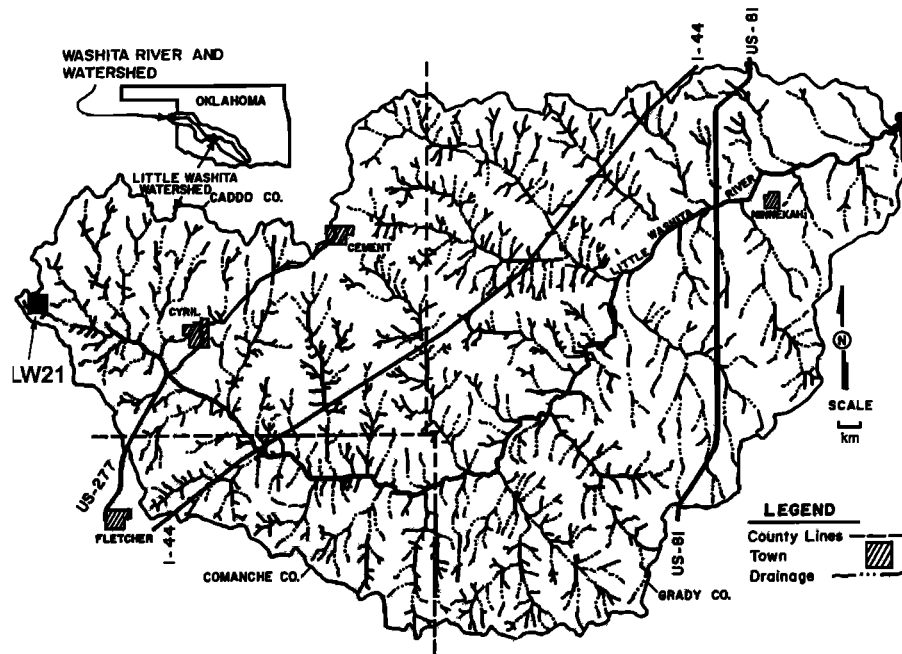 WASHITA RIVER AND
WATERSHED
OKLAHOMA
LITTLE WASHITA
WATERSHED
CADDO CO.
I-44
US-81
CEMENT
CYRIL
LW21
LITTLE WASHITA RIVER
NINNEKAH
N
SCALE
km
US-277
FLETCHER
I-44
COMANCHE CO.
US-81
GRADY CO.
LEGEND
County Lines
Town
Drainage